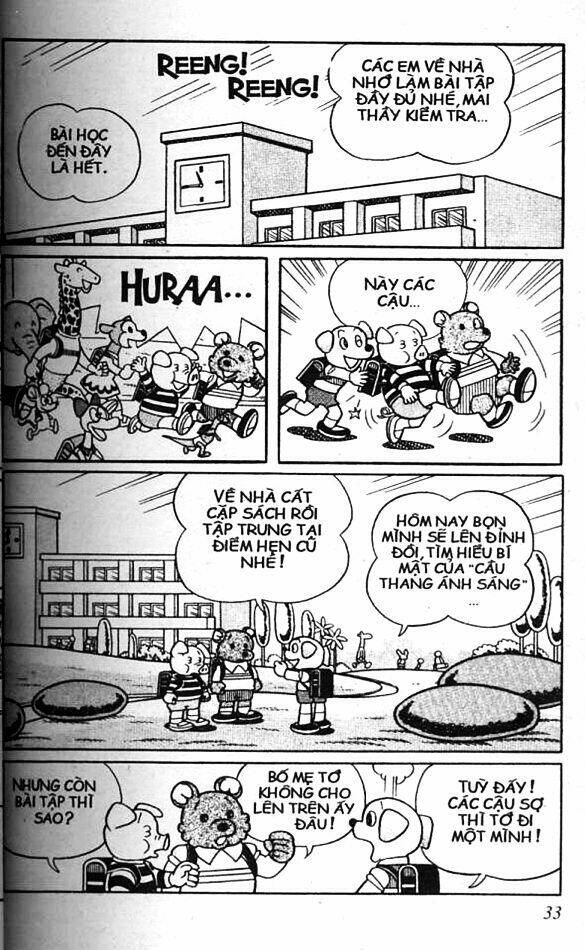 REENG!
REENG!
BÀI HỌC
ĐẾN ĐÂY
LÀ HẾT.
CÁC EM VỀ NHÀ
NHỚ LÀM BÀI TẬP
ĐẦY ĐỦ NHÉ, MAI
THẦY KIỂM TRA...
HURAA...
NÀY CÁC
CẬU...
VỀ NHÀ CẤT
CẶP SÁCH RỒI
TẬP TRUNG TẠI
ĐIỂM HẸN CŨ
NHÉ!
HÔM NAY BỌN
MÌNH SẼ LÊN ĐỈNH
ĐỒI, TÌM HIỂU BÍ
MẬT CỦA "CẦU
THANG ÁNH SÁNG"
...
NHƯNG CÒN
BÀI TẬP THÌ
SAO?
BỐ MẸ TỚ
KHÔNG CHO
LÊN TRÊN ẤY
ĐÂU!
TUỲ ĐẤY!
CÁC CẬU SỢ
THÌ TỚ ĐI
MỘT MÌNH!
33